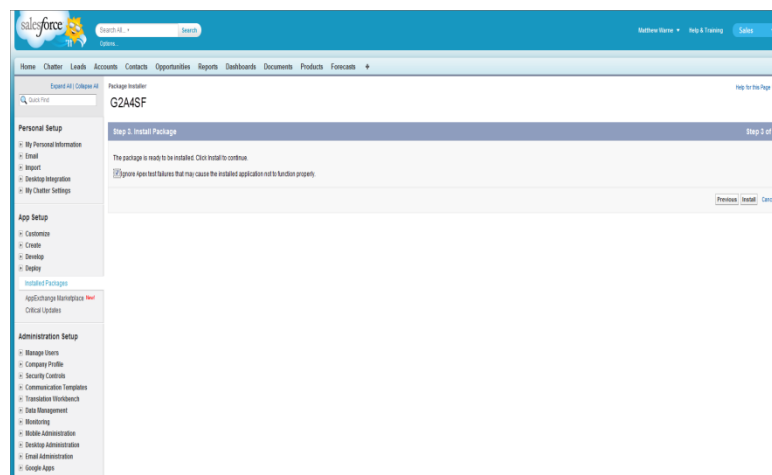 salesforce
Search All...
Search
Options...
Matthew Warne
Help & Training
Sales
Home Chatter Leads Accounts Contacts Opportunities Reports Dashboards Documents Products Forecasts +
Expand All | Collapse All
Quick Find
Package Installer
G2A4SF
Help for this Page
Step 3. Install Package
Step 3 of
The package is ready to be installed. Click Install to continue.
Ignore Apex test failures that may cause the installed application not to function properly.
Previous Install Canc
Personal Setup
My Personal Information
Email
Import
Desktop Integration
My Chatter Settings
App Setup
Customize
Create
Develop
Deploy
Installed Packages
AppExchange Marketplace New!
Critical Updates
Administration Setup
Manage Users
Company Profile
Security Controls
Communication Templates
Translation Workbench
Data Management
Monitoring
Mobile Administration
Desktop Administration
Email Administration
Google Apps